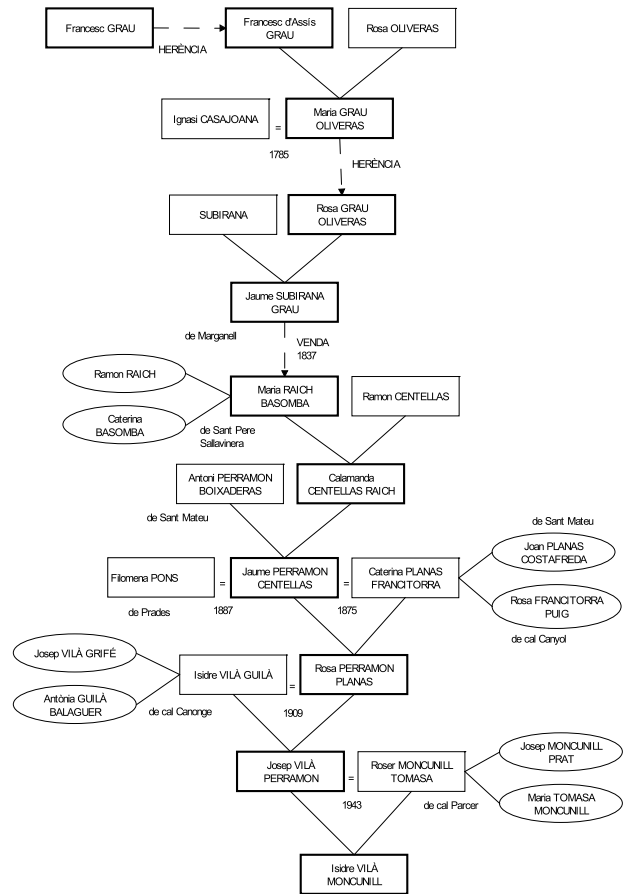 Francesc GRAU
HERÈNCIA
Francesc d'Assís
GRAU
Rosa OLIVERAS
Ignasi CASAJOANA
=
1785
Maria GRAU
OLIVERAS
HERÈNCIA
SUBIRANA
Rosa GRAU
OLIVERAS
Jaume SUBIRANA
GRAU
de Marganell
VENDA
1837
Ramon RAICH
Caterina
BASOMBA
Maria RAICH
BASOMBA
de Sant Pere
Sallavinera
Ramon CENTELLAS
Antoni PERRAMON
BOIXADERAS
de Sant Mateu
Calamanda
CENTELLAS RAICH
de Sant Mateu
Joan PLANAS
COSTAFREDA
Filomena PONS
de Prades
=
1887
Jaume PERRAMON
CENTELLAS
=
1875
Caterina PLANAS
FRANCITORRA
Rosa FRANCITORRA
PUIG
de cal Canyol
Josep VILÀ GRIFÉ
Antònia GUILÀ
BALAGUER
Isidre VILÀ GUILÀ
de cal Canonge
=
1909
Rosa PERRAMON
PLANAS
Josep VILÀ
PERRAMON
=
1943
Roser MONCUNILL
TOMASA
de cal Parcer
Josep MONCUNILL
PRAT
Maria TOMASA
MONCUNILL
Isidre VILÀ
MONCUNILL